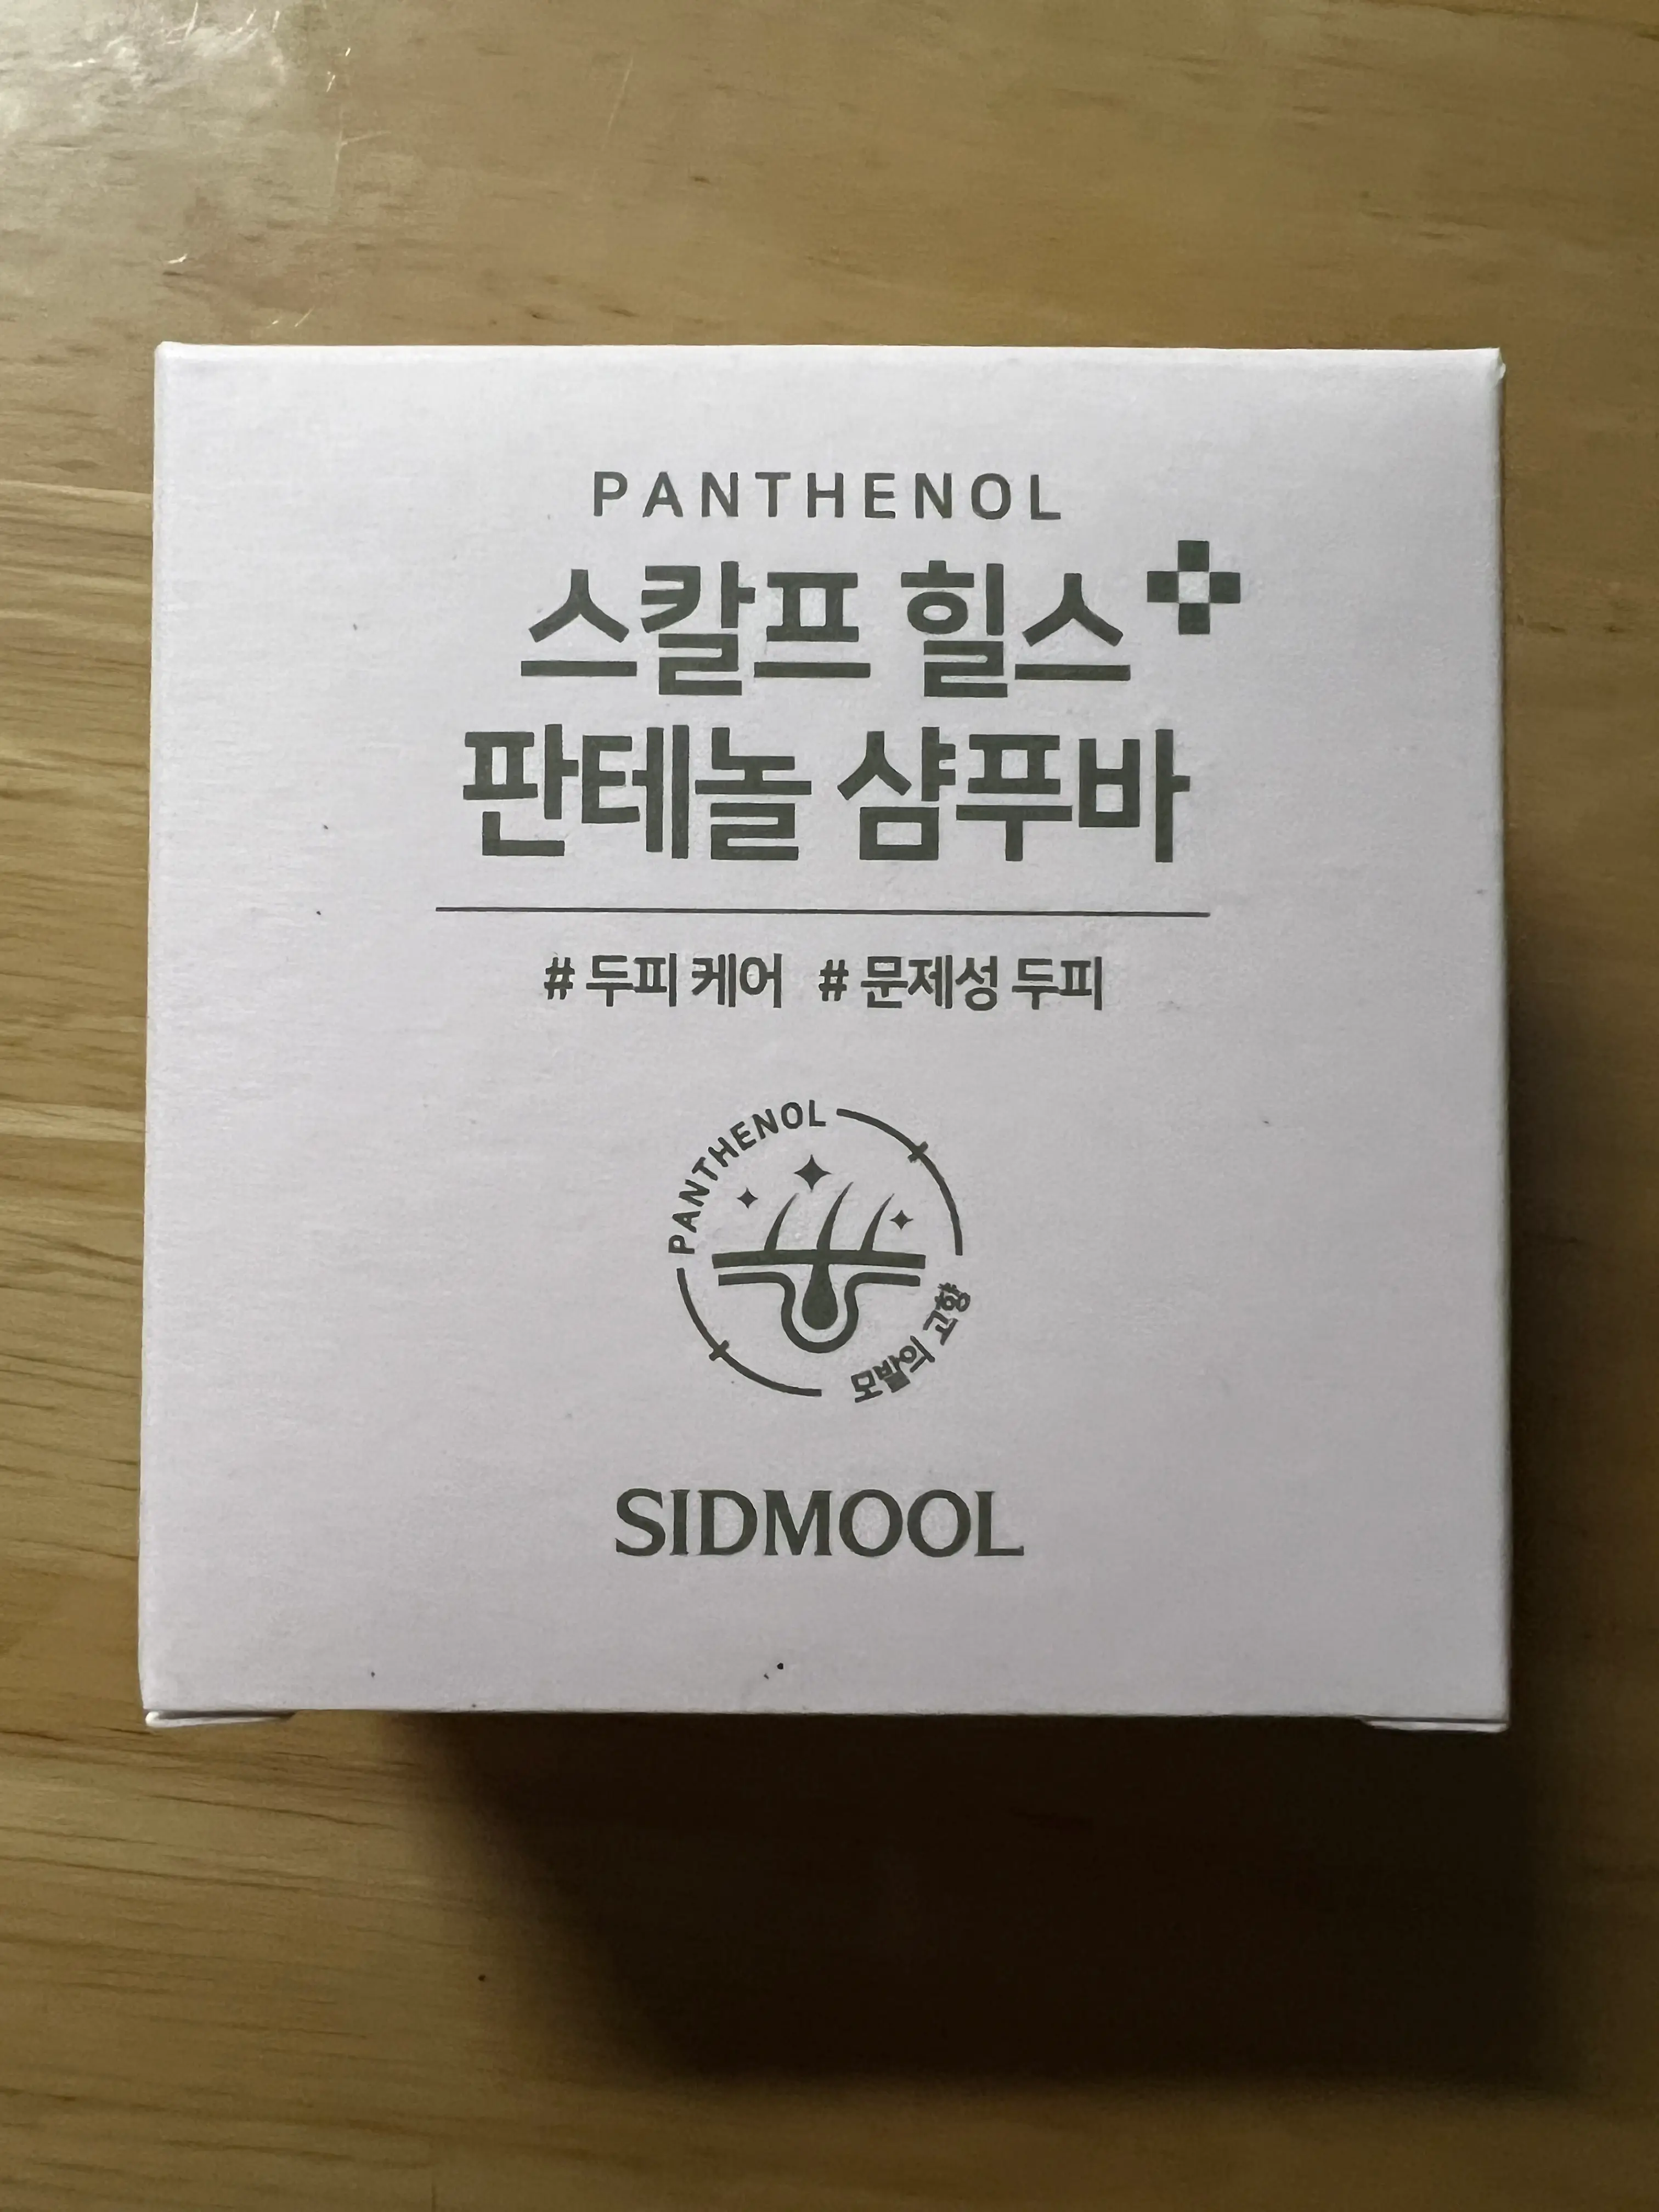 PANTHENOL
스칼프 힐스
판테놀 샴푸바
# 두피 케어 # 문제성 두피
PANTHENOL
모발의 고향
SIDMOOL